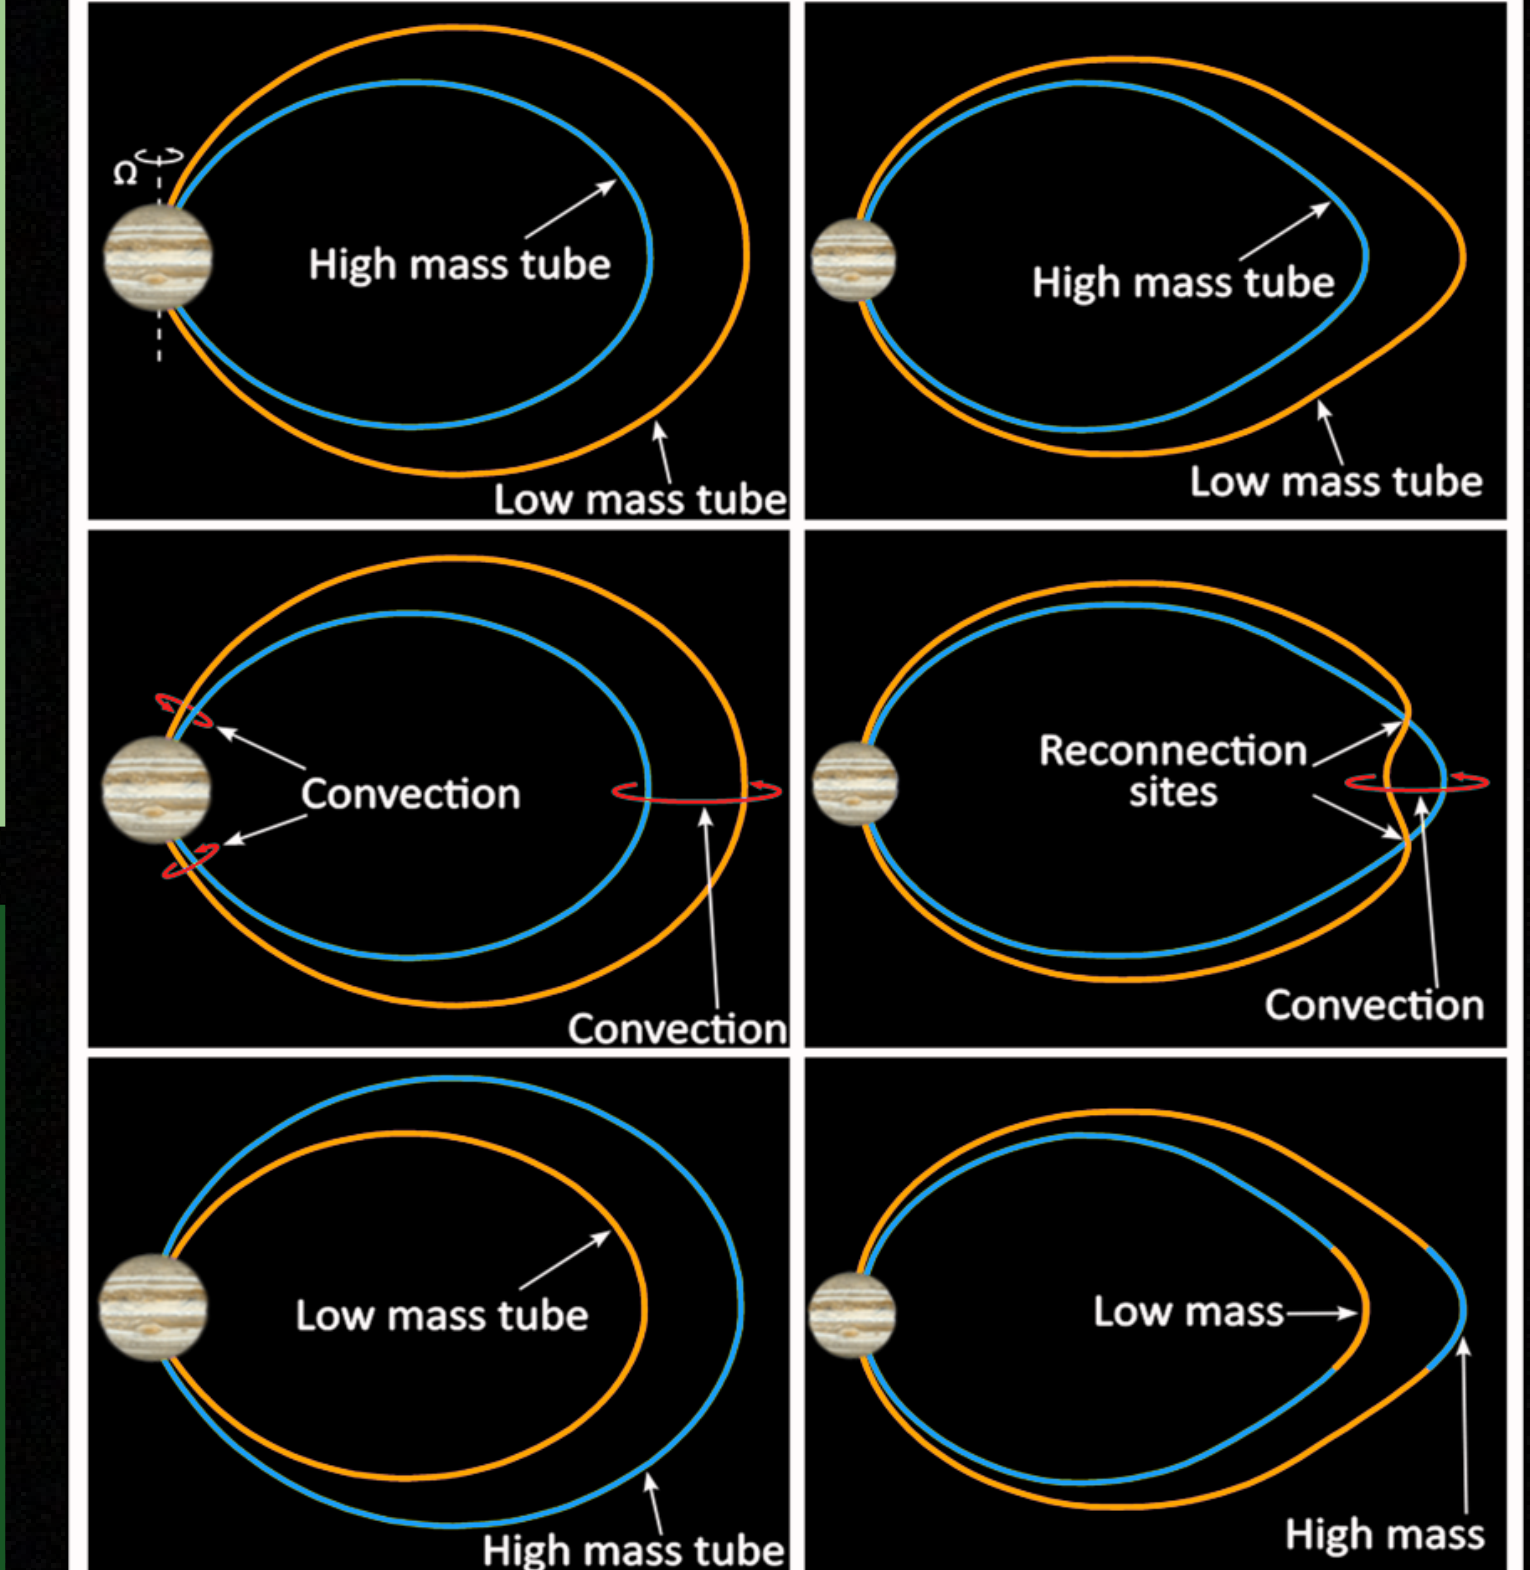 Ω
High mass tube
Low mass tube
High mass tube
Low mass tube
Convection
Convection
Reconnection
sites
Convection
Low mass tube
High mass tube
Low mass
High mass